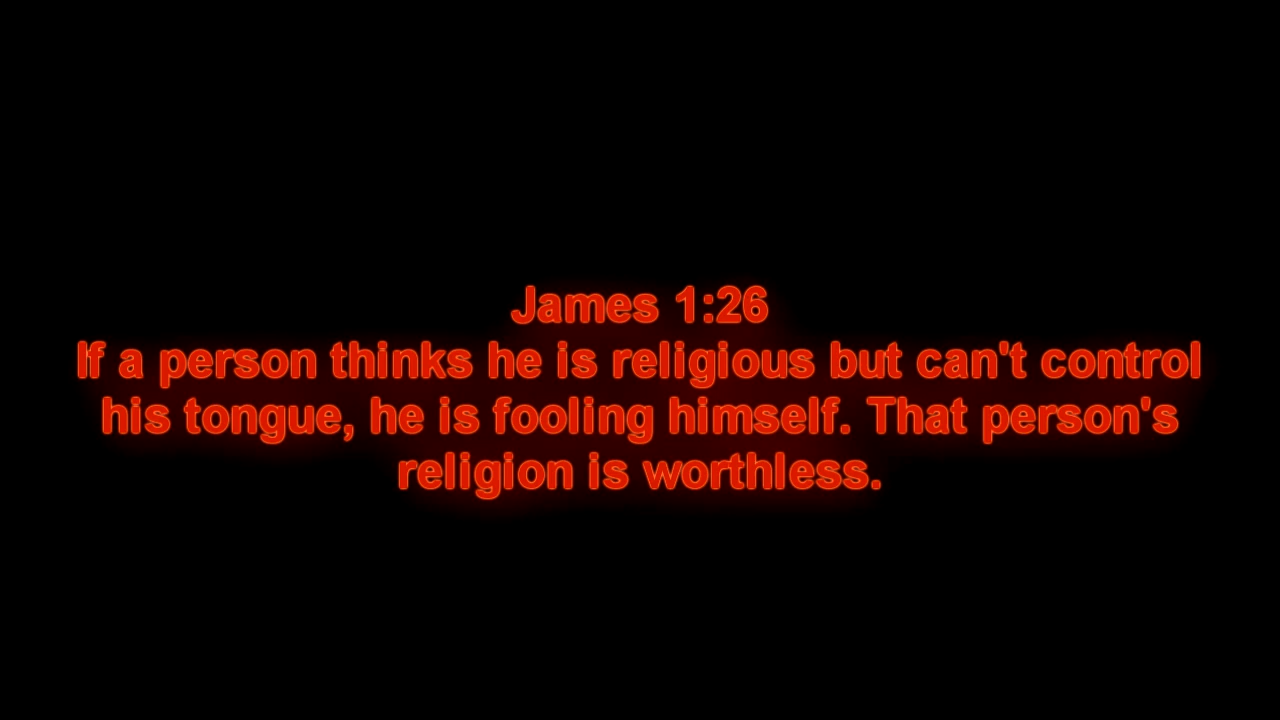 James 1:26
If a person thinks he is religious but can't control
his tongue, he is fooling himself. That person's
religion is worthless.